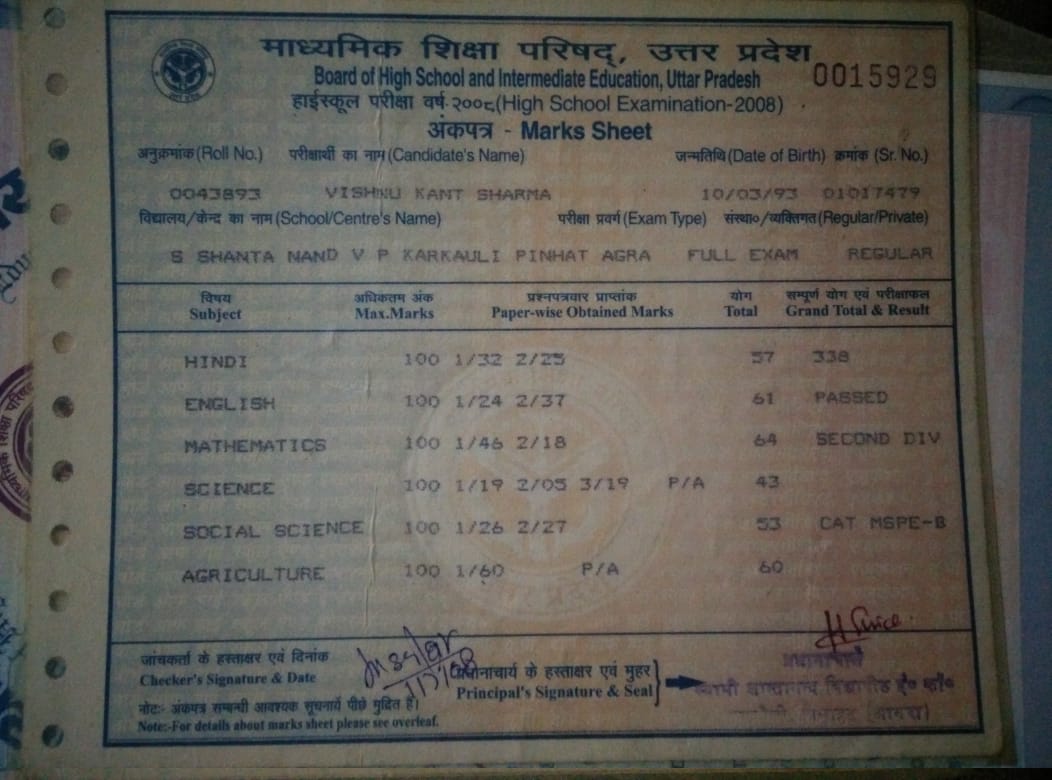 माध्यमिक शिक्षा परिषद्, उत्तर प्रदेश
Board of High School and Intermediate Education, Uttar Pradesh
0015929
हाईस्कूल परीक्षा वर्ष-२००८(High School Examination-2008)
अंकपत्र - Marks Sheet
अनुक्रमांक (Roll No.) परीक्षार्थी का नाम (Candidate's Name) जन्मतिथि (Date of Birth) क्रमांक (Sr. No.)
0043893 VISHNU KANT SHARMA 10/03/93 01017479
विद्यालय/केन्द का नाम (School/Centre's Name) परीक्षा प्रवर्ग (Exam Type) संस्था०/व्यक्तिगत (Regular/Private)
S SHANTA NAND V P KARKAULI PINHAT AGRA FULL EXAM REGULAR
विषय अधिकतम अंक प्रश्नपत्रवार प्राप्तांक योग सम्पूर्ण योग एवं परीक्षाफल
Subject Max.Marks Paper-wise Obtained Marks Total Grand Total & Result
HINDI 100 1/32 2/25 57 338
ENGLISH 100 1/24 2/37 61 PASSED
MATHEMATICS 100 1/46 2/18 64 SECOND DIV
SCIENCE 100 1/19 2/05 3/19 P/A 43
SOCIAL SCIENCE 100 1/26 2/27 53 CAT MSPE-B
AGRICULTURE 100 1/60 P/A 60
जांचकर्ता के हस्ताक्षर एवं दिनांक
Checker's Signature & Date
प्रधानाचार्य के हस्ताक्षर एवं मुहर
Principal's Signature & Seal
प्रधानाचार्य
नोटः- अंकपत्र सम्बन्धी आवश्यक सूचनायें पीछे मुद्रित हैं।
Note:-For details about marks sheet please see overleaf.